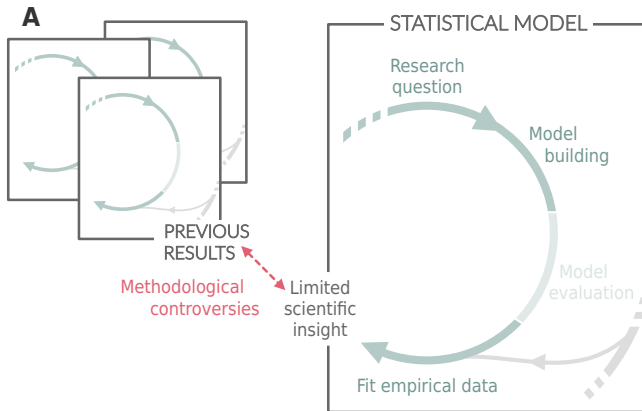 A
STATISTICAL MODEL
Research
question
Model
building
Model
evaluation
Fit empirical data
PREVIOUS
RESULTS
Methodological
controversies
Limited
scientific
insight